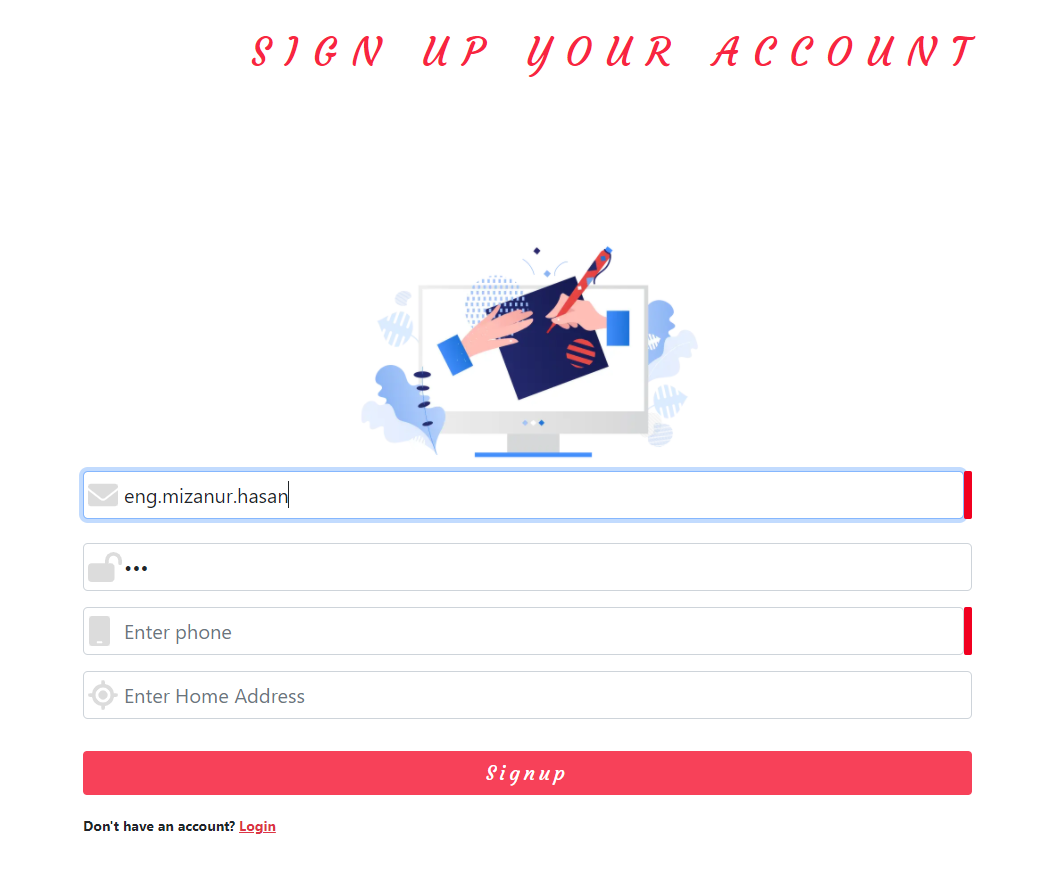 SIGN UP YOUR ACCOUNT
eng.mizanur.hasan
•••
Enter phone
Enter Home Address
Signup
Don't have an account? Login